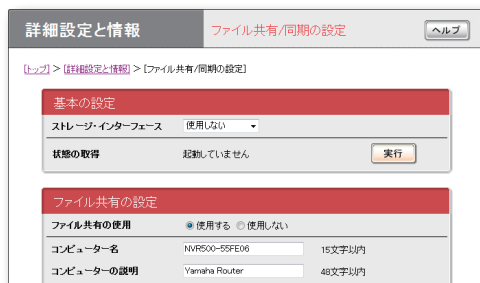 詳細設定と情報 ファイル共有/同期の設定 ヘルプ
[トップ] > [詳細設定と情報] > [ファイル共有/同期の設定]
基本の設定
ストレージ・インターフェース 使用しない
状態の取得 起動していません 実行
ファイル共有の設定
ファイル共有の使用 使用する 使用しない
コンピューター名 NVR500-55FE06 15文字以内
コンピューターの説明 Yamaha Router 48文字以内